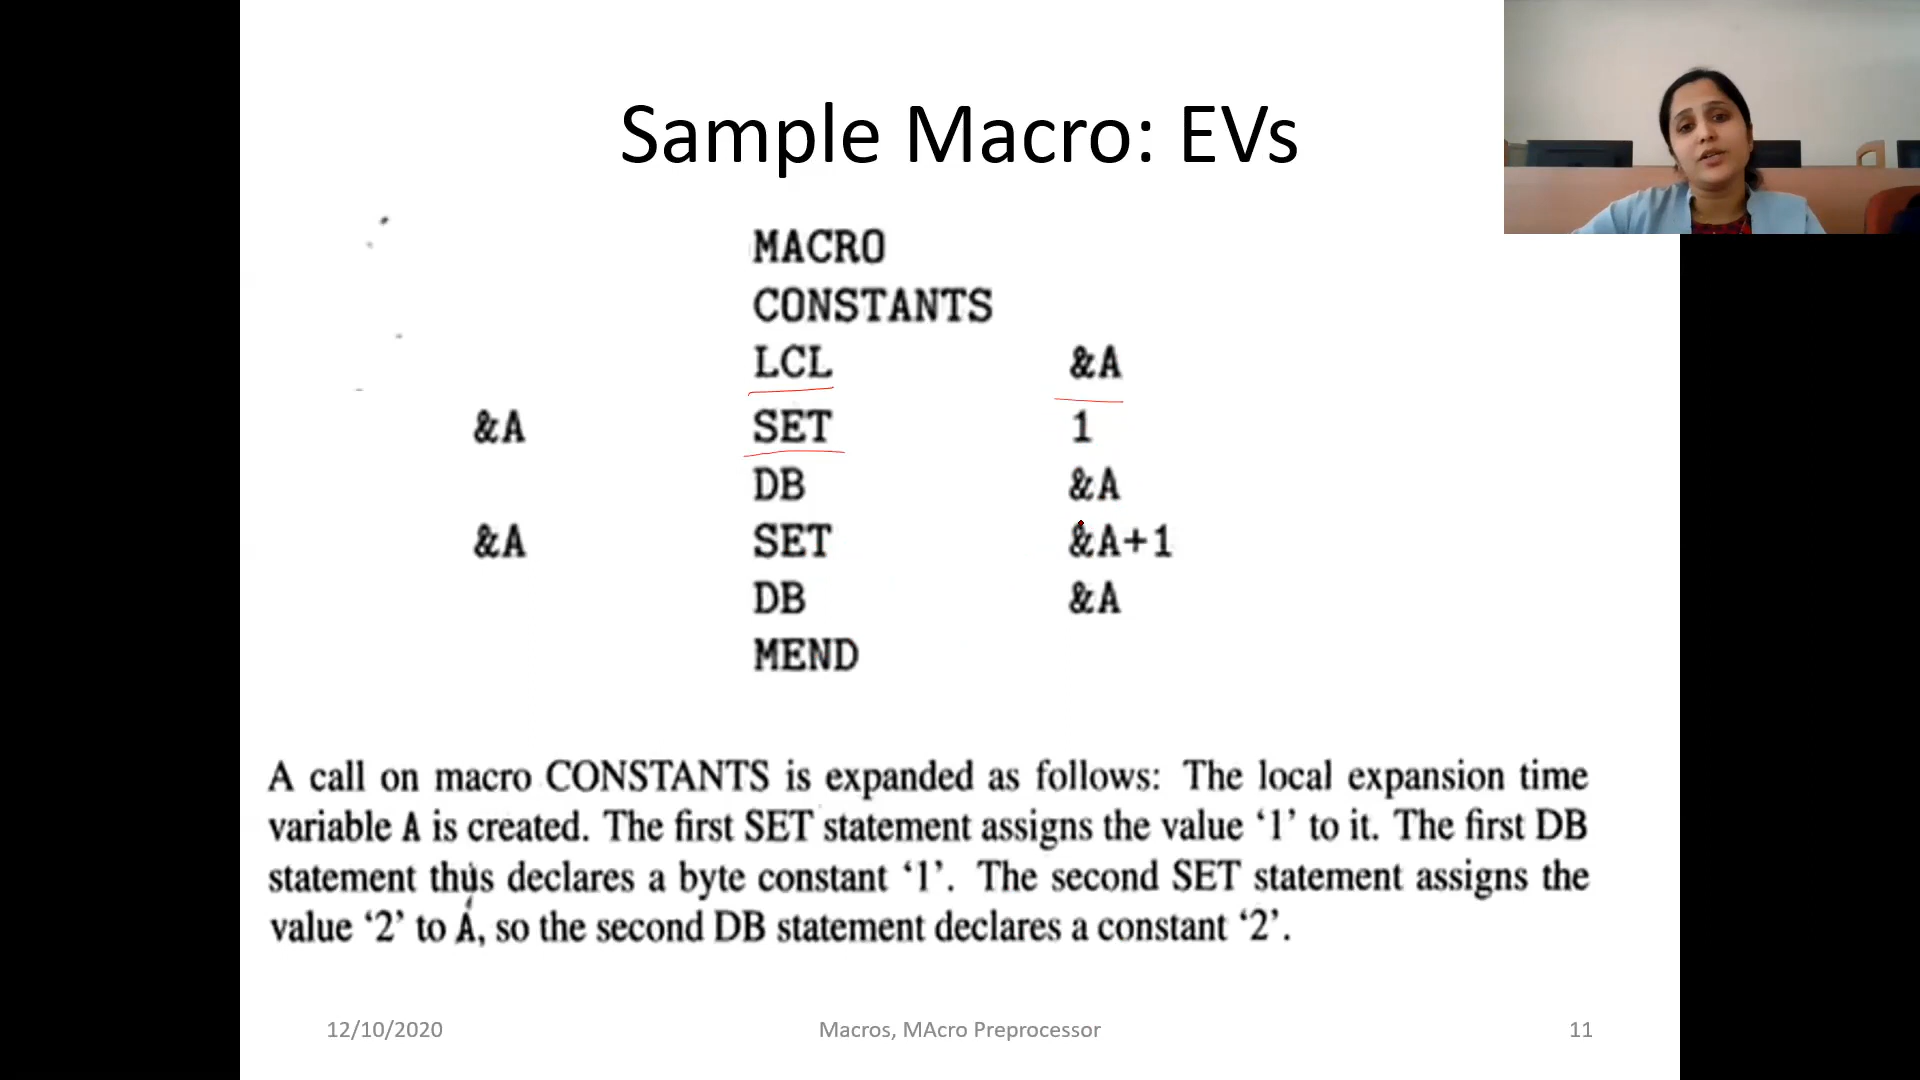 Sample Macro: EVs
MACRO
CONSTANTS
LCL &A
&A SET 1
DB &A
&A SET &A+1
DB &A
MEND
A call on macro CONSTANTS is expanded as follows: The local expansion time
variable A is created. The first SET statement assigns the value ‘1’ to it. The first DB
statement thus declares a byte constant ‘1’. The second SET statement assigns the
value ‘2’ to A, so the second DB statement declares a constant ‘2’.
12/10/2020 Macros, MAcro Preprocessor 11